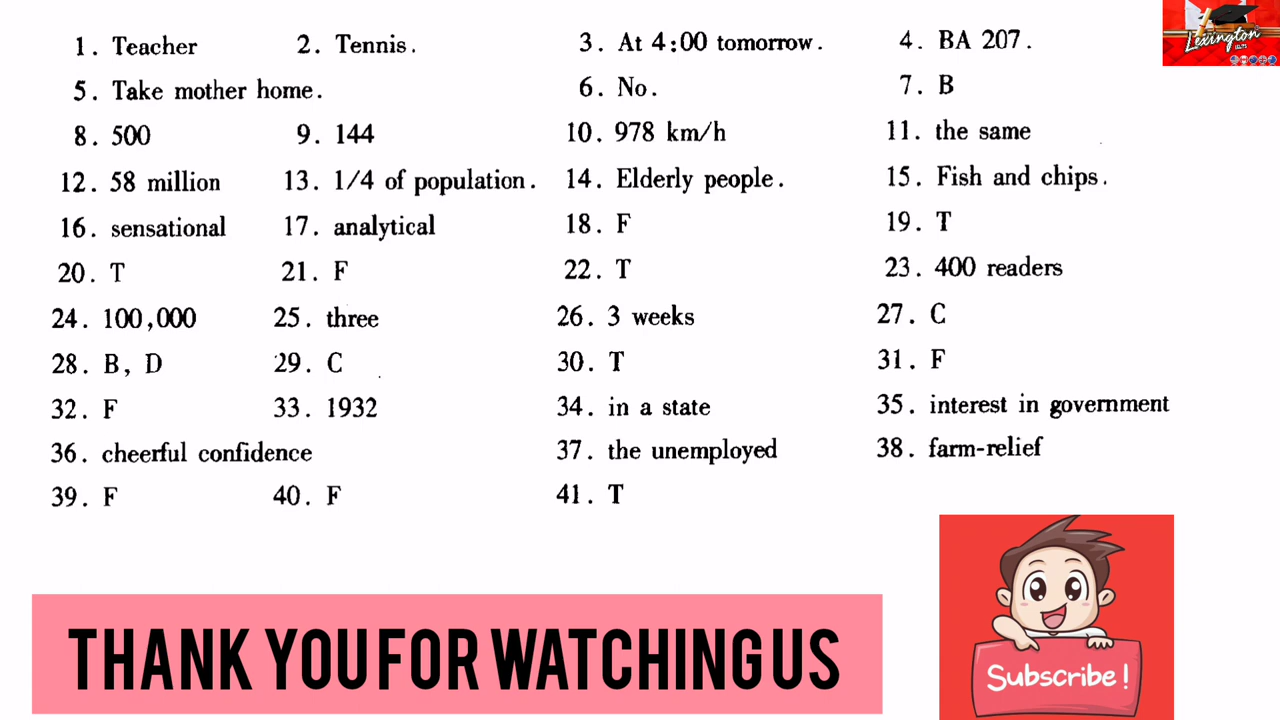 1. Teacher 2. Tennis. 3. At 4:00 tomorrow. 4. BA 207.
5. Take mother home. 6. No. 7. B
8. 500 9. 144 10. 978 km/h 11. the same
12. 58 million 13. 1/4 of population. 14. Elderly people. 15. Fish and chips.
16. sensational 17. analytical 18. F 19. T
20. T 21. F 22. T 23. 400 readers
24. 100,000 25. three 26. 3 weeks 27. C
28. B, D 29. C 30. T 31. F
32. F 33. 1932 34. in a state 35. interest in government
36. cheerful confidence 37. the unemployed 38. farm-relief
39. F 40. F 41. T
Lexington
IELTS
THANK YOU FOR WATCHING US
Subscribe!